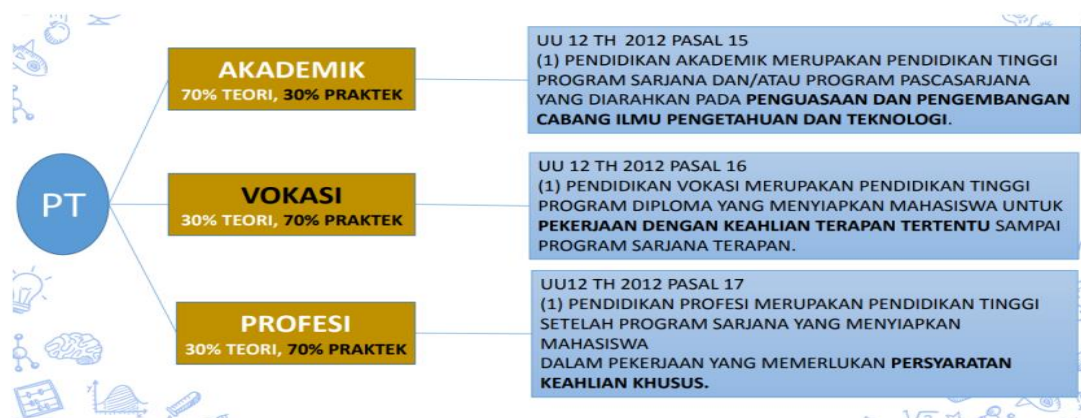 PT
AKADEMIK
70% TEORI, 30% PRAKTEK
UU 12 TH 2012 PASAL 15
(1) PENDIDIKAN AKADEMIK MERUPAKAN PENDIDIKAN TINGGI
PROGRAM SARJANA DAN/ATAU PROGRAM PASCASARJANA
YANG DIARAHKAN PADA PENGUASAAN DAN PENGEMBANGAN
CABANG ILMU PENGETAHUAN DAN TEKNOLOGI.
VOKASI
30% TEORI, 70% PRAKTEK
UU 12 TH 2012 PASAL 16
(1) PENDIDIKAN VOKASI MERUPAKAN PENDIDIKAN TINGGI
PROGRAM DIPLOMA YANG MENYIAPKAN MAHASISWA UNTUK
PEKERJAAN DENGAN KEAHLIAN TERAPAN TERTENTU SAMPAI
PROGRAM SARJANA TERAPAN.
PROFESI
30% TEORI, 70% PRAKTEK
UU12 TH 2012 PASAL 17
(1) PENDIDIKAN PROFESI MERUPAKAN PENDIDIKAN TINGGI
SETELAH PROGRAM SARJANA YANG MENYIAPKAN
MAHASISWA
DALAM PEKERJAAN YANG MEMERLUKAN PERSYARATAN
KEAHLIAN KHUSUS.